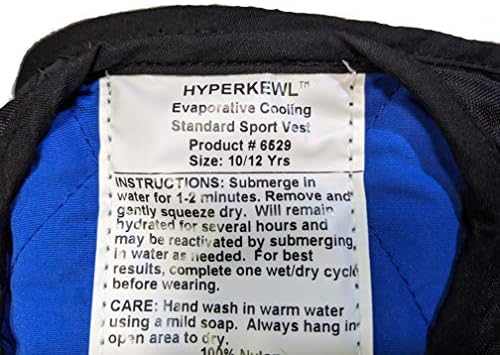 HYPERKEWL™
Evaporative Cooling
Standard Sport Vest
Product # 6529
Size: 10/12 Yrs
INSTRUCTIONS: Submerge in
water for 1-2 minutes. Remove and
gently squeeze dry. Will remain
hydrated for several hours and
may be reactivated by submerging,
in water as needed. For best
results, complete one wet/dry cycle
before wearing.
CARE: Hand wash in warm water
using a mild soap. Always hang in
open area to dry.
100% Nylon